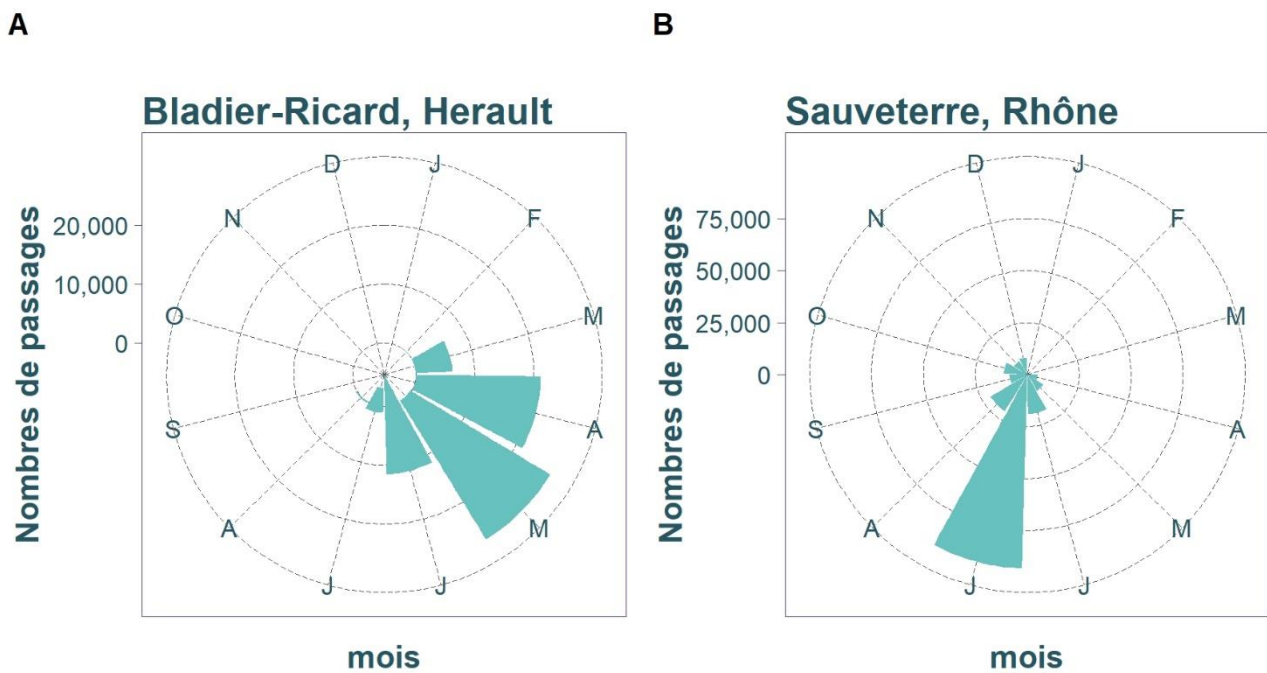 A
Bladier-Ricard, Herault
Nombres de passages
20,000
10,000
0
D
J
N
F
O
M
S
A
A
M
J
J
mois
B
Sauveterre, Rhône
Nombres de passages
75,000
50,000
25,000
0
D
J
N
F
O
M
S
A
A
M
J
J
mois